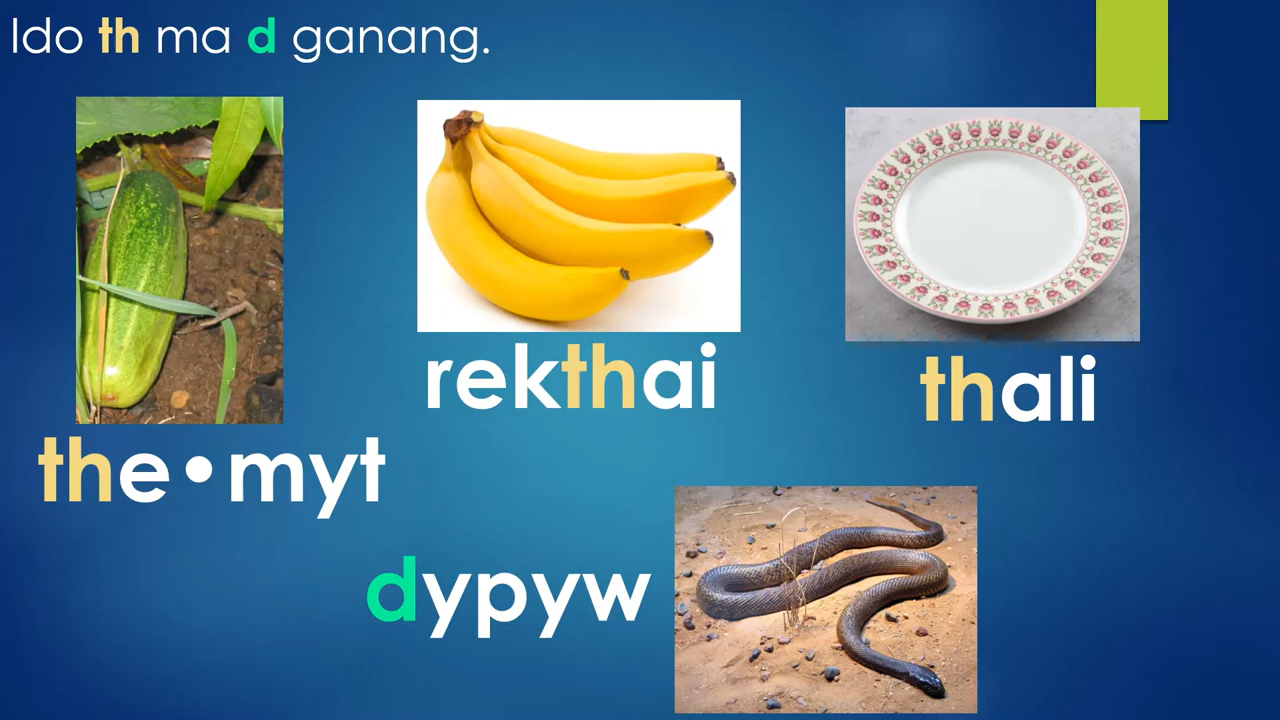 Ido th ma d ganang.
rekthai
thali
the•myt
dypyw